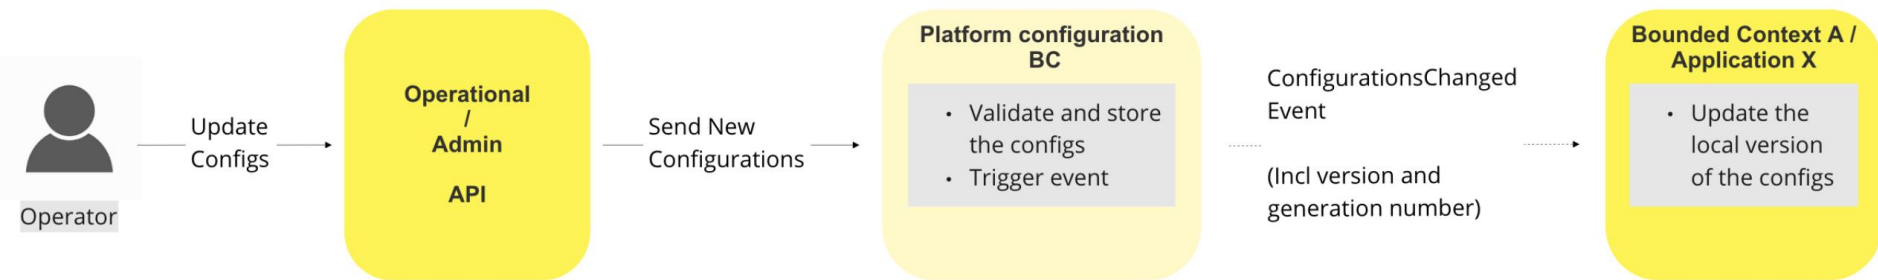 Operator
Update
Configs
Operational
/
Admin
API
Send New
Configurations
Platform configuration
BC
• Validate and store
the configs
• Trigger event
ConfigurationsChanged
Event
(Incl version and
generation number)
Bounded Context A /
Application X
• Update the
local version
of the configs